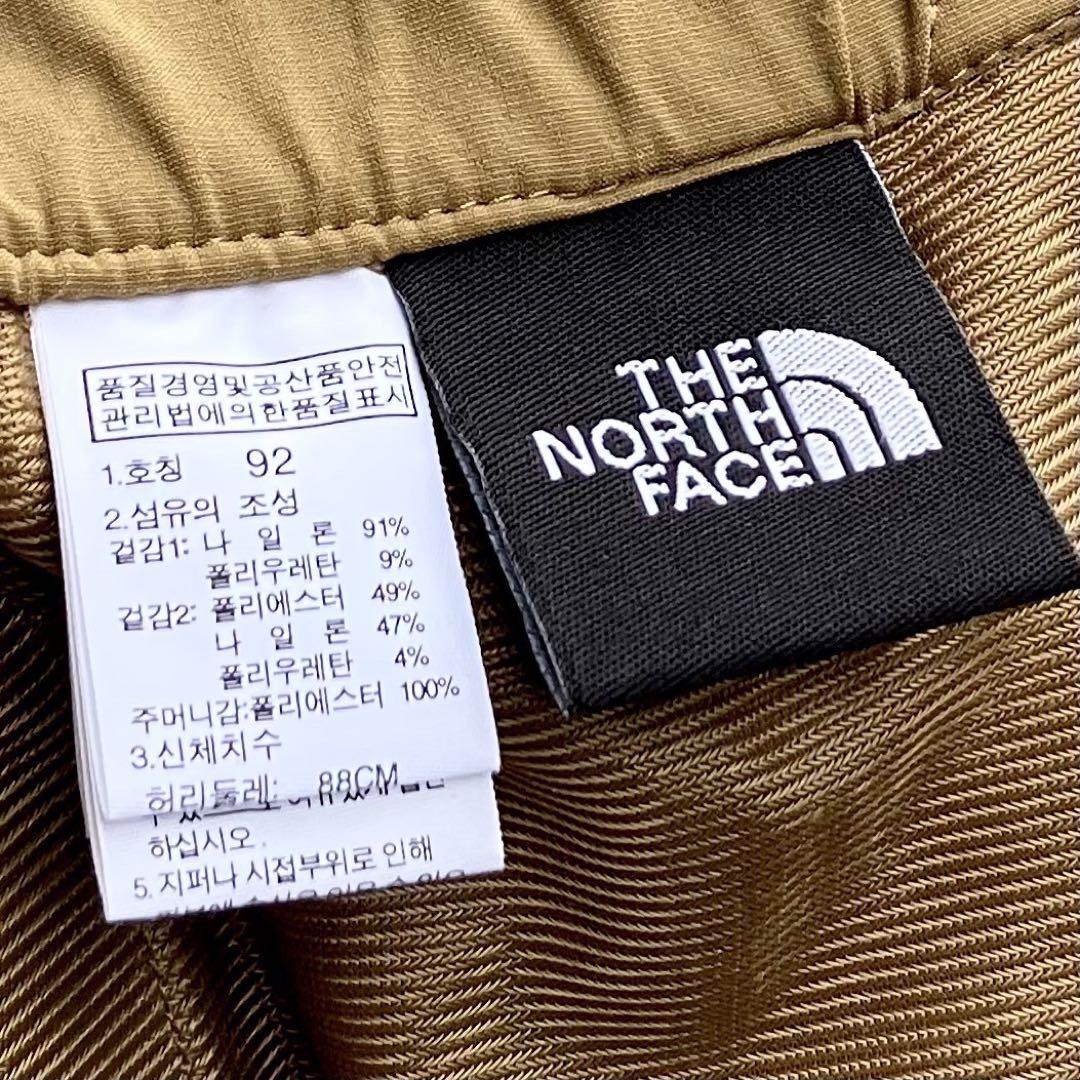 품질경영및공산품안전
관리법에의한품질표시
1.호칭 92
2.섬유의 조성
겉감1: 나 일 론 91%
폴리우레탄 9%
겉감2: 폴리에스터 49%
나 일 론 47%
폴리우레탄 4%
주머니감:폴리에스터 100%
3.신체치수
허리둘레: 88CM
하십시오.
5.지퍼나 시접부위로 인해
THE
NORTH
FACE